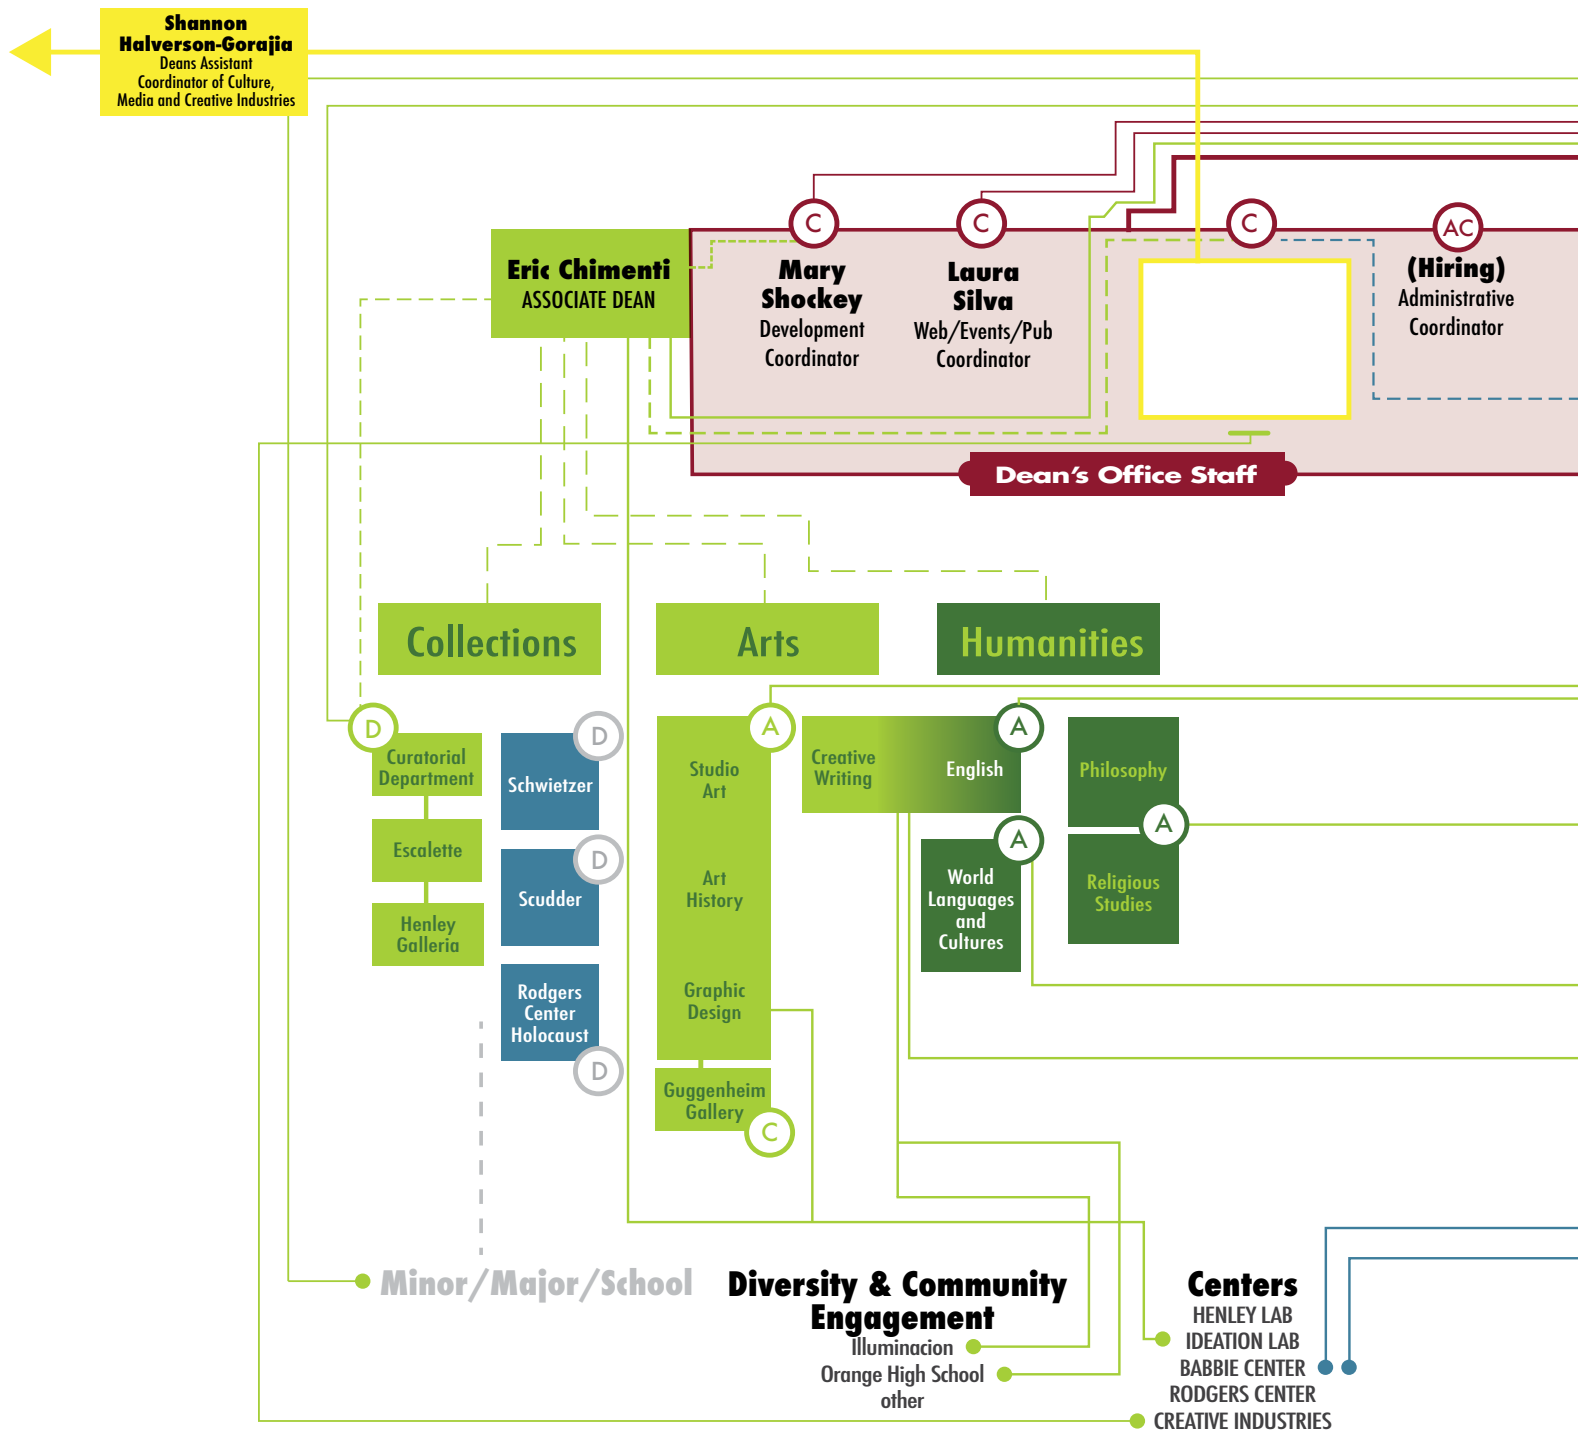 Shannon
Halverson-Gorajia
Deans Assistant
Coordinator of Culture,
Media and Creative Industries
C
C
C
AC
Eric Chimenti
ASSOCIATE DEAN
Mary
Shockey
Development
Coordinator
Laura
Silva
Web/Events/Pub
Coordinator
(Hiring)
Administrative
Coordinator
Dean's Office Staff
Collections
Arts
Humanities
D
Curatorial
Department
Escalette
Henley
Galleria
D
Schwietzer
D
Scudder
Rodgers
Center
Holocaust
D
A
Studio
Art
Art
History
Graphic
Design
Guggenheim
Gallery
C
Creative
Writing
English
A
A
World
Languages
and
Cultures
Philosophy
A
Religious
Studies
Minor/Major/School
Diversity & Community
Engagement
Illuminacion
Orange High School
other
Centers
HENLEY LAB
IDEATION LAB
BABBIE CENTER
RODGERS CENTER
CREATIVE INDUSTRIES